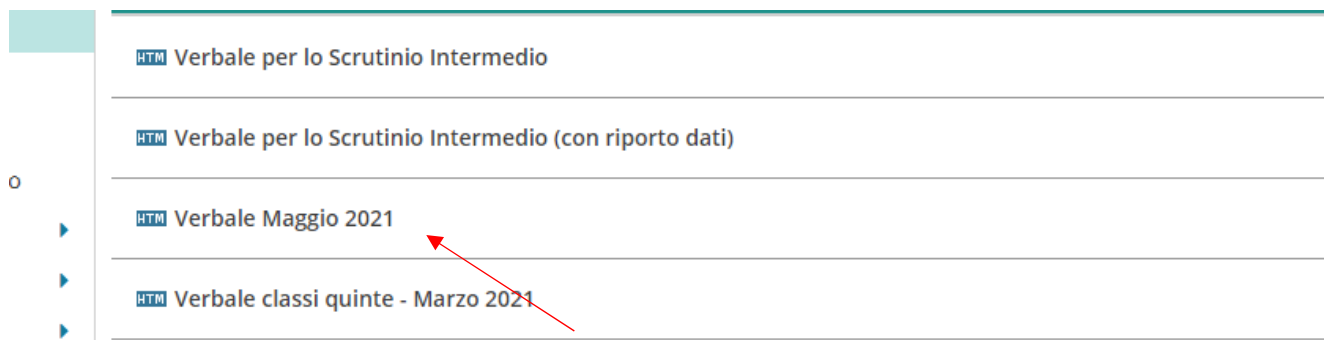 HTM Verbale per lo Scrutinio Intermedio
HTM Verbale per lo Scrutinio Intermedio (con riporto dati)
o
HTM Verbale Maggio 2021
HTM Verbale classi quinte - Marzo 2021